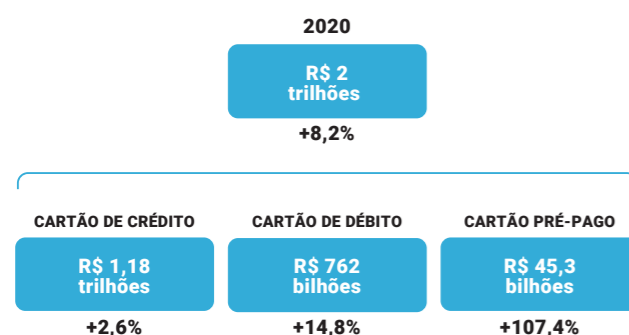 2020
R$ 2
trilhões
+8,2%
CARTÃO DE CRÉDITO
CARTÃO DE DÉBITO
CARTÃO PRÉ-PAGO
R$ 1,18
trilhões
R$ 762
bilhões
R$ 45,3
bilhões
+2,6%
+14,8%
+107,4%